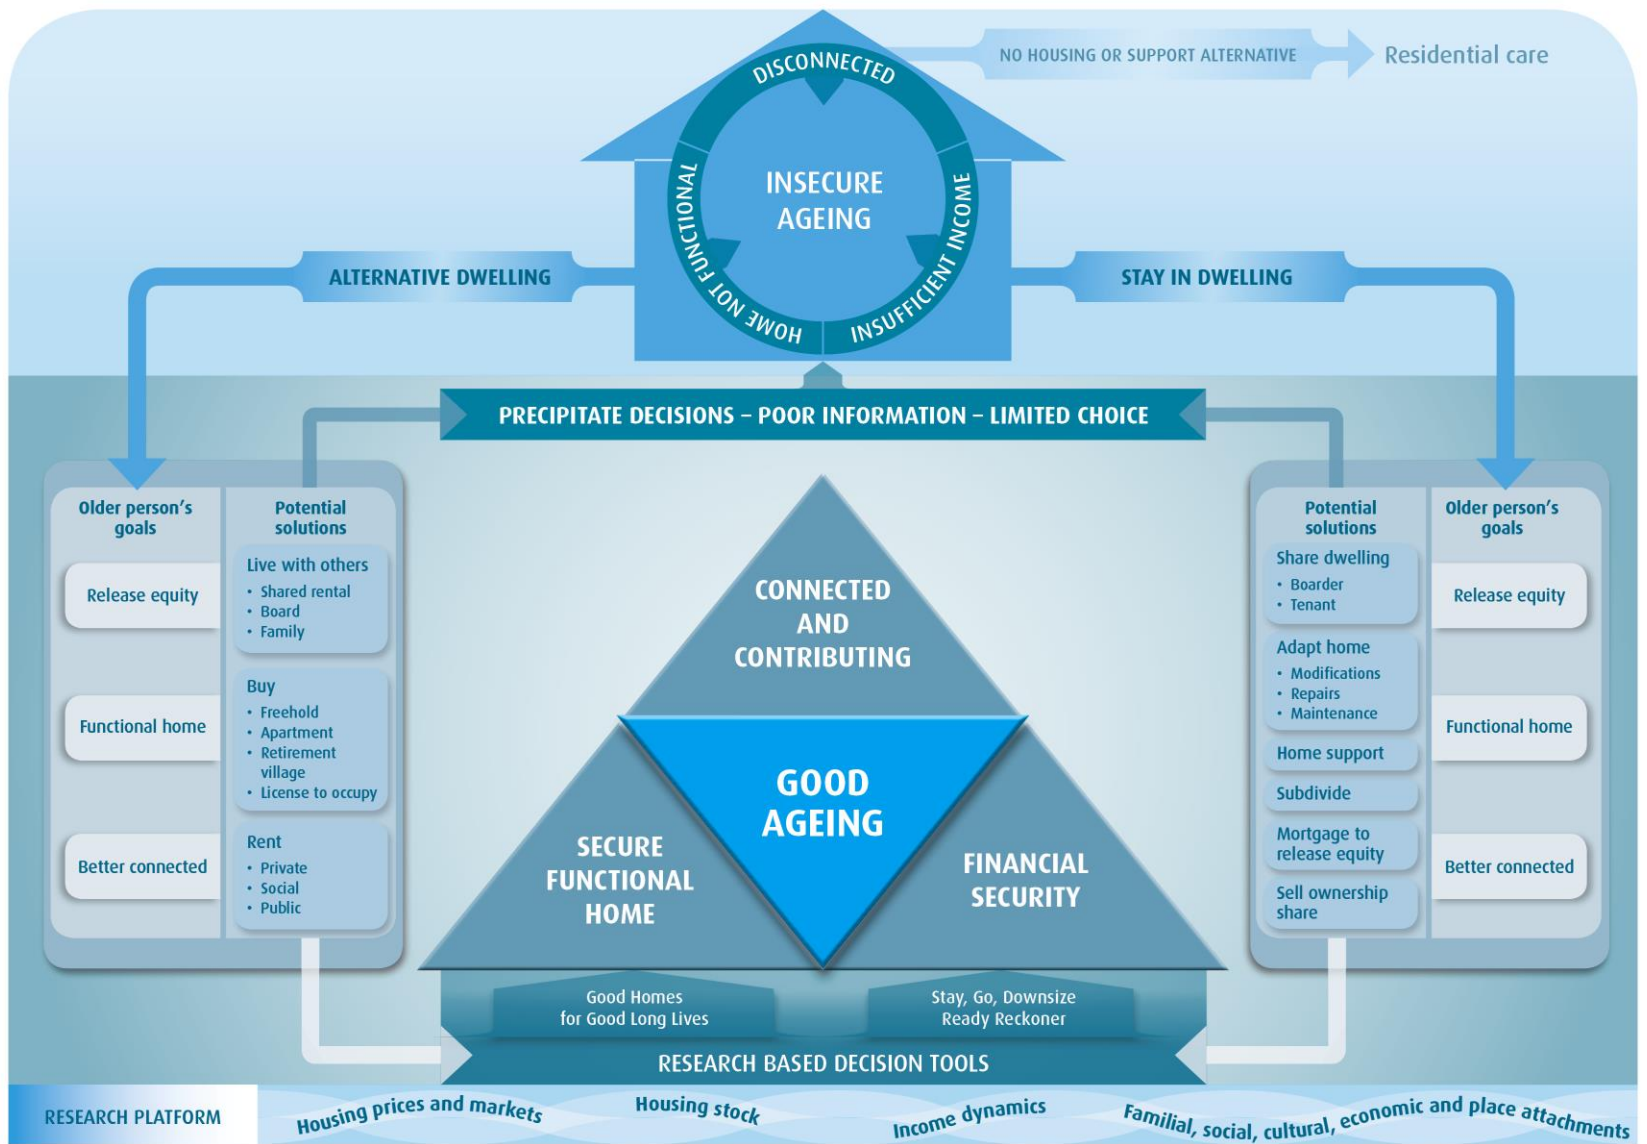 NO HOUSING OR SUPPORT ALTERNATIVE
Residential care
DISCONNECTED
HOME NOT FUNCTIONAL
INSUFFICIENT INCOME
INSECURE
AGEING
ALTERNATIVE DWELLING
STAY IN DWELLING
PRECIPITATE DECISIONS – POOR INFORMATION – LIMITED CHOICE
Older person's
goals
Release equity
Functional home
Better connected
Potential
solutions
Live with others
• Shared rental
• Board
• Family
Buy
• Freehold
• Apartment
• Retirement
village
• License to occupy
Rent
• Private
• Social
• Public
CONNECTED
AND
CONTRIBUTING
GOOD
AGEING
SECURE
FUNCTIONAL
HOME
FINANCIAL
SECURITY
Potential
solutions
Share dwelling
• Boarder
• Tenant
Adapt home
• Modifications
• Repairs
• Maintenance
Home support
Subdivide
Mortgage to
release equity
Sell ownership
share
Older person's
goals
Release equity
Functional home
Better connected
Good Homes
for Good Long Lives
Stay, Go, Downsize
Ready Reckoner
RESEARCH BASED DECISION TOOLS
RESEARCH PLATFORM
Housing prices and markets
Housing stock
Income dynamics
Familial, social, cultural, economic and place attachments